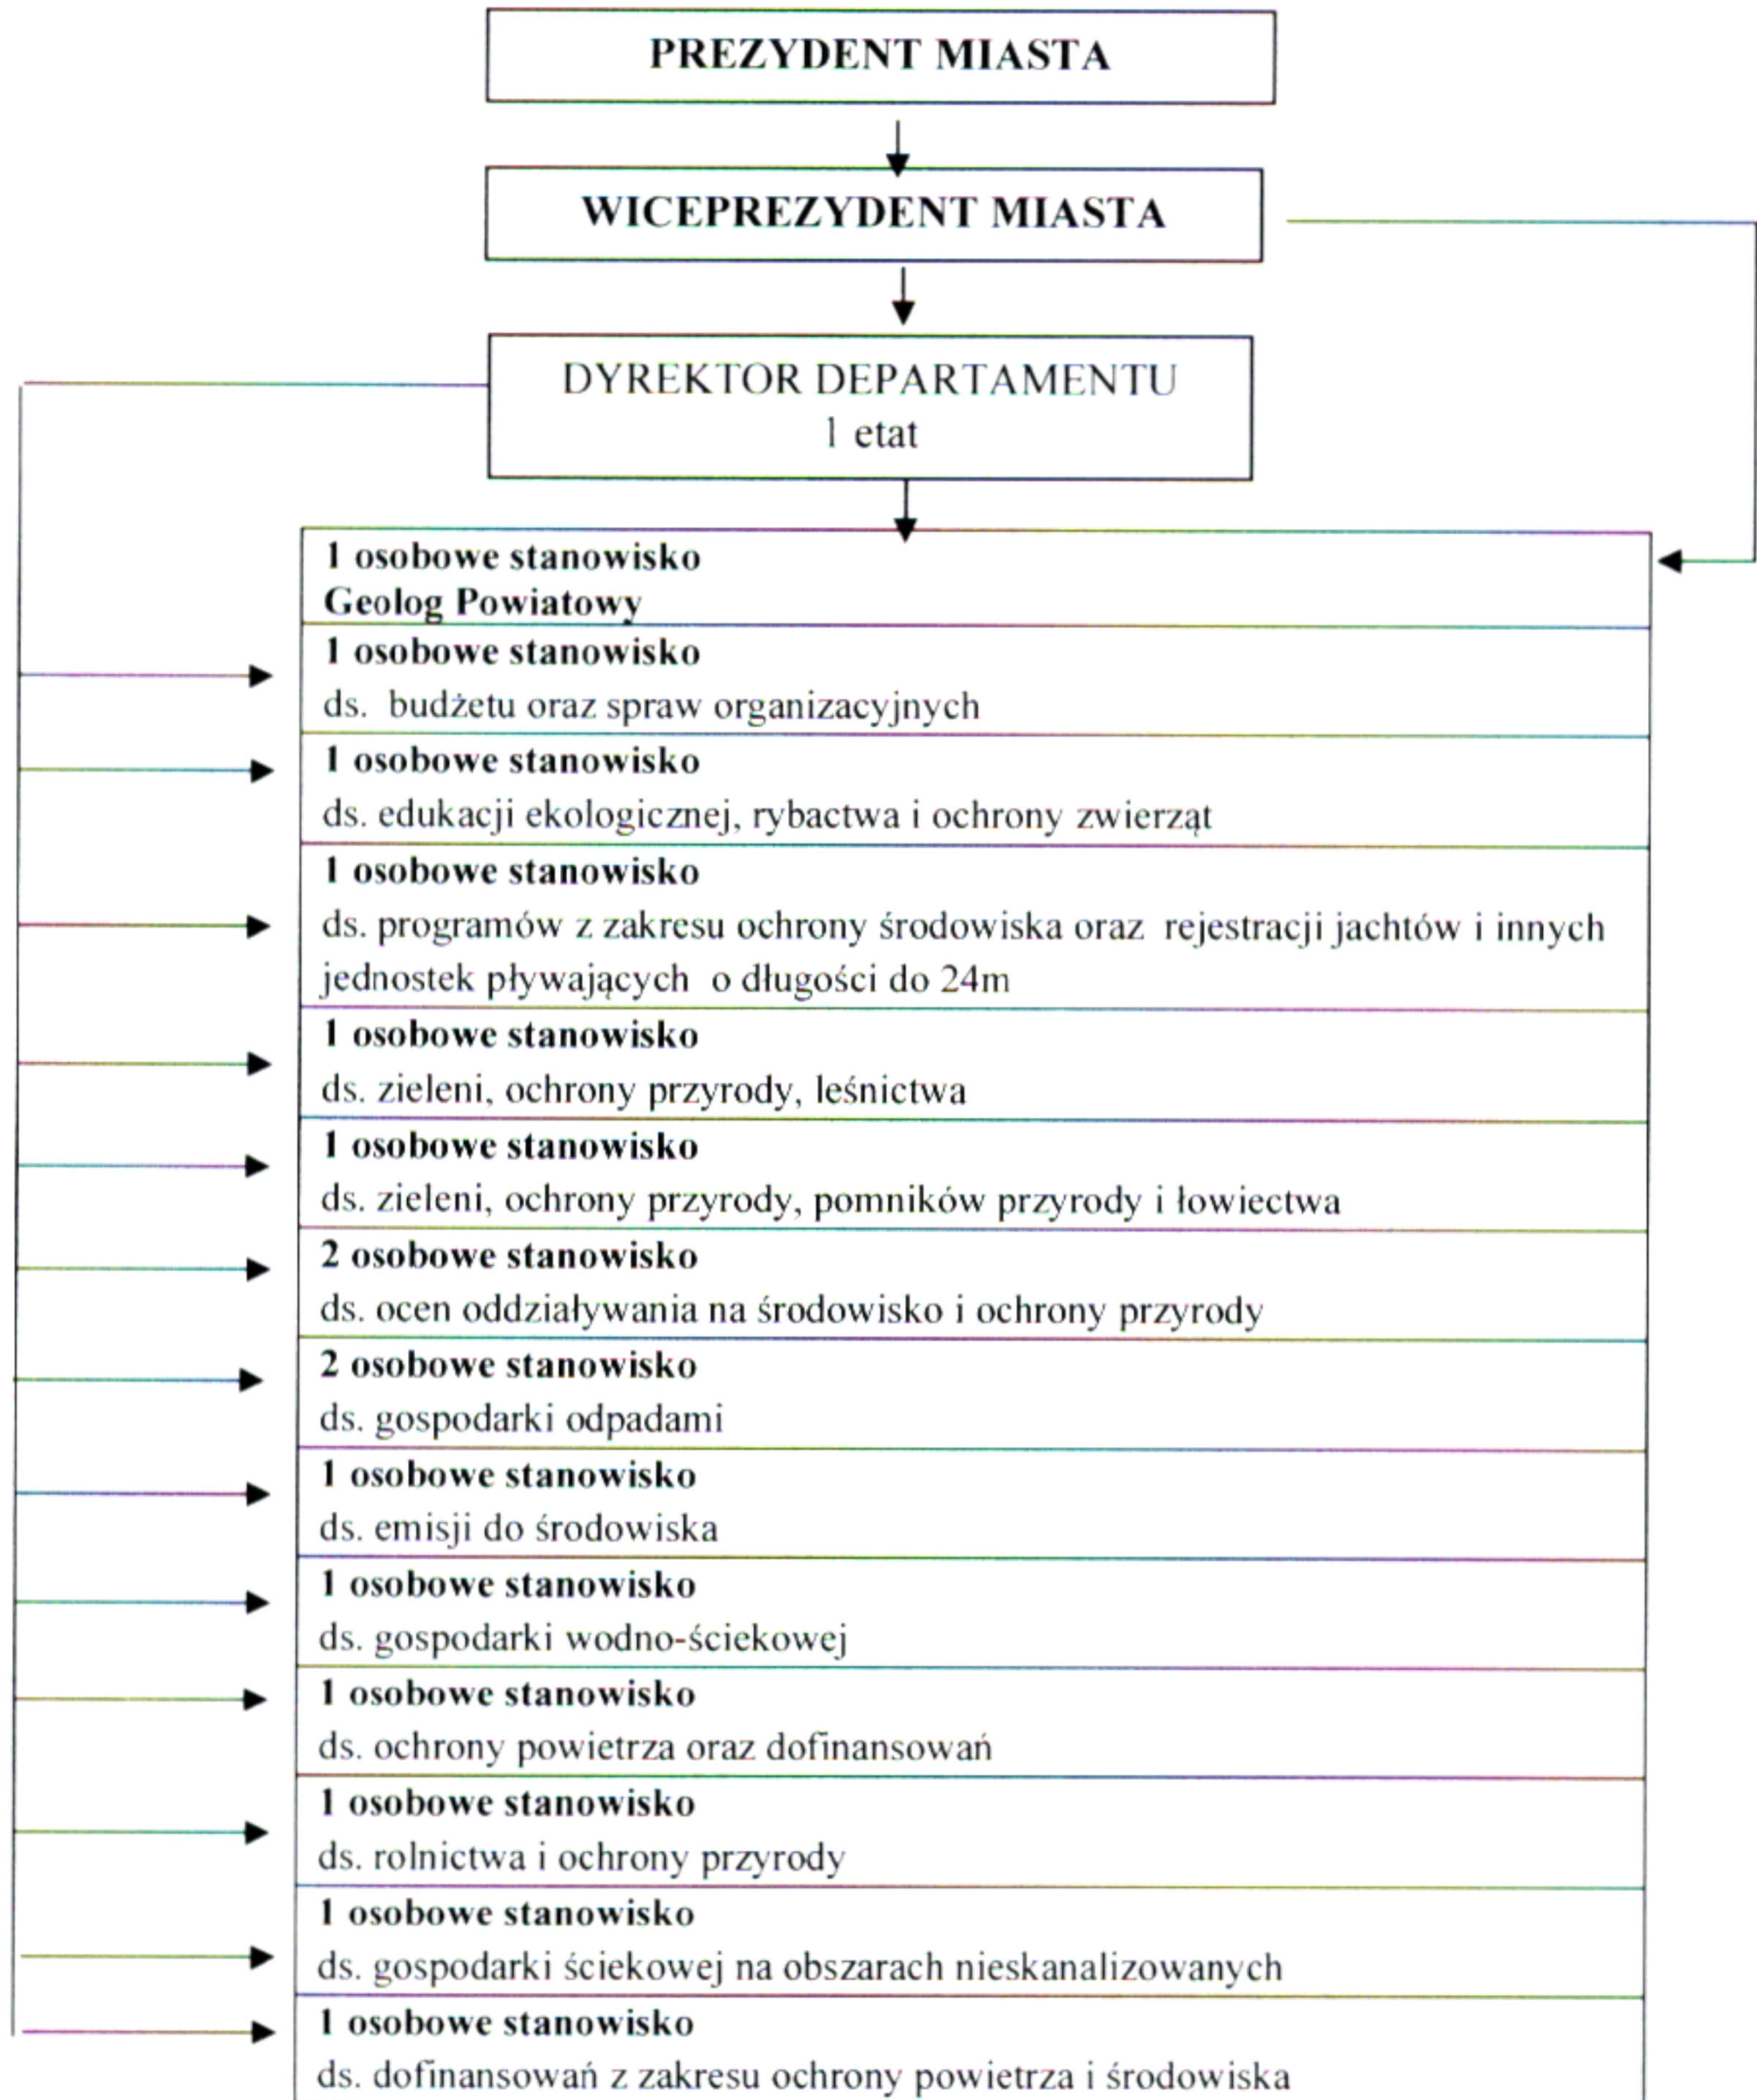 PREZYDENT MIASTA
WICEPREZYDENT MIASTA
DYREKTOR DEPARTAMENTU
1 etat
1 osobowe stanowisko
Geolog Powiatowy
1 osobowe stanowisko
ds. budżetu oraz spraw organizacyjnych
1 osobowe stanowisko
ds. edukacji ekologicznej, rybactwa i ochrony zwierząt
1 osobowe stanowisko
ds. programów z zakresu ochrony środowiska oraz rejestracji jachtów i innych
jednostek pływających o długości do 24m
1 osobowe stanowisko
ds. zieleni, ochrony przyrody, leśnictwa
1 osobowe stanowisko
ds. zieleni, ochrony przyrody, pomników przyrody i łowiectwa
2 osobowe stanowisko
ds. ocen oddziaływania na środowisko i ochrony przyrody
2 osobowe stanowisko
ds. gospodarki odpadami
1 osobowe stanowisko
ds. emisji do środowiska
1 osobowe stanowisko
ds. gospodarki wodno-ściekowej
1 osobowe stanowisko
ds. ochrony powietrza oraz dofinansowań
1 osobowe stanowisko
ds. rolnictwa i ochrony przyrody
1 osobowe stanowisko
ds. gospodarki ściekowej na obszarach nieskanalizowanych
1 osobowe stanowisko
ds. dofinansowań z zakresu ochrony powietrza i środowiska